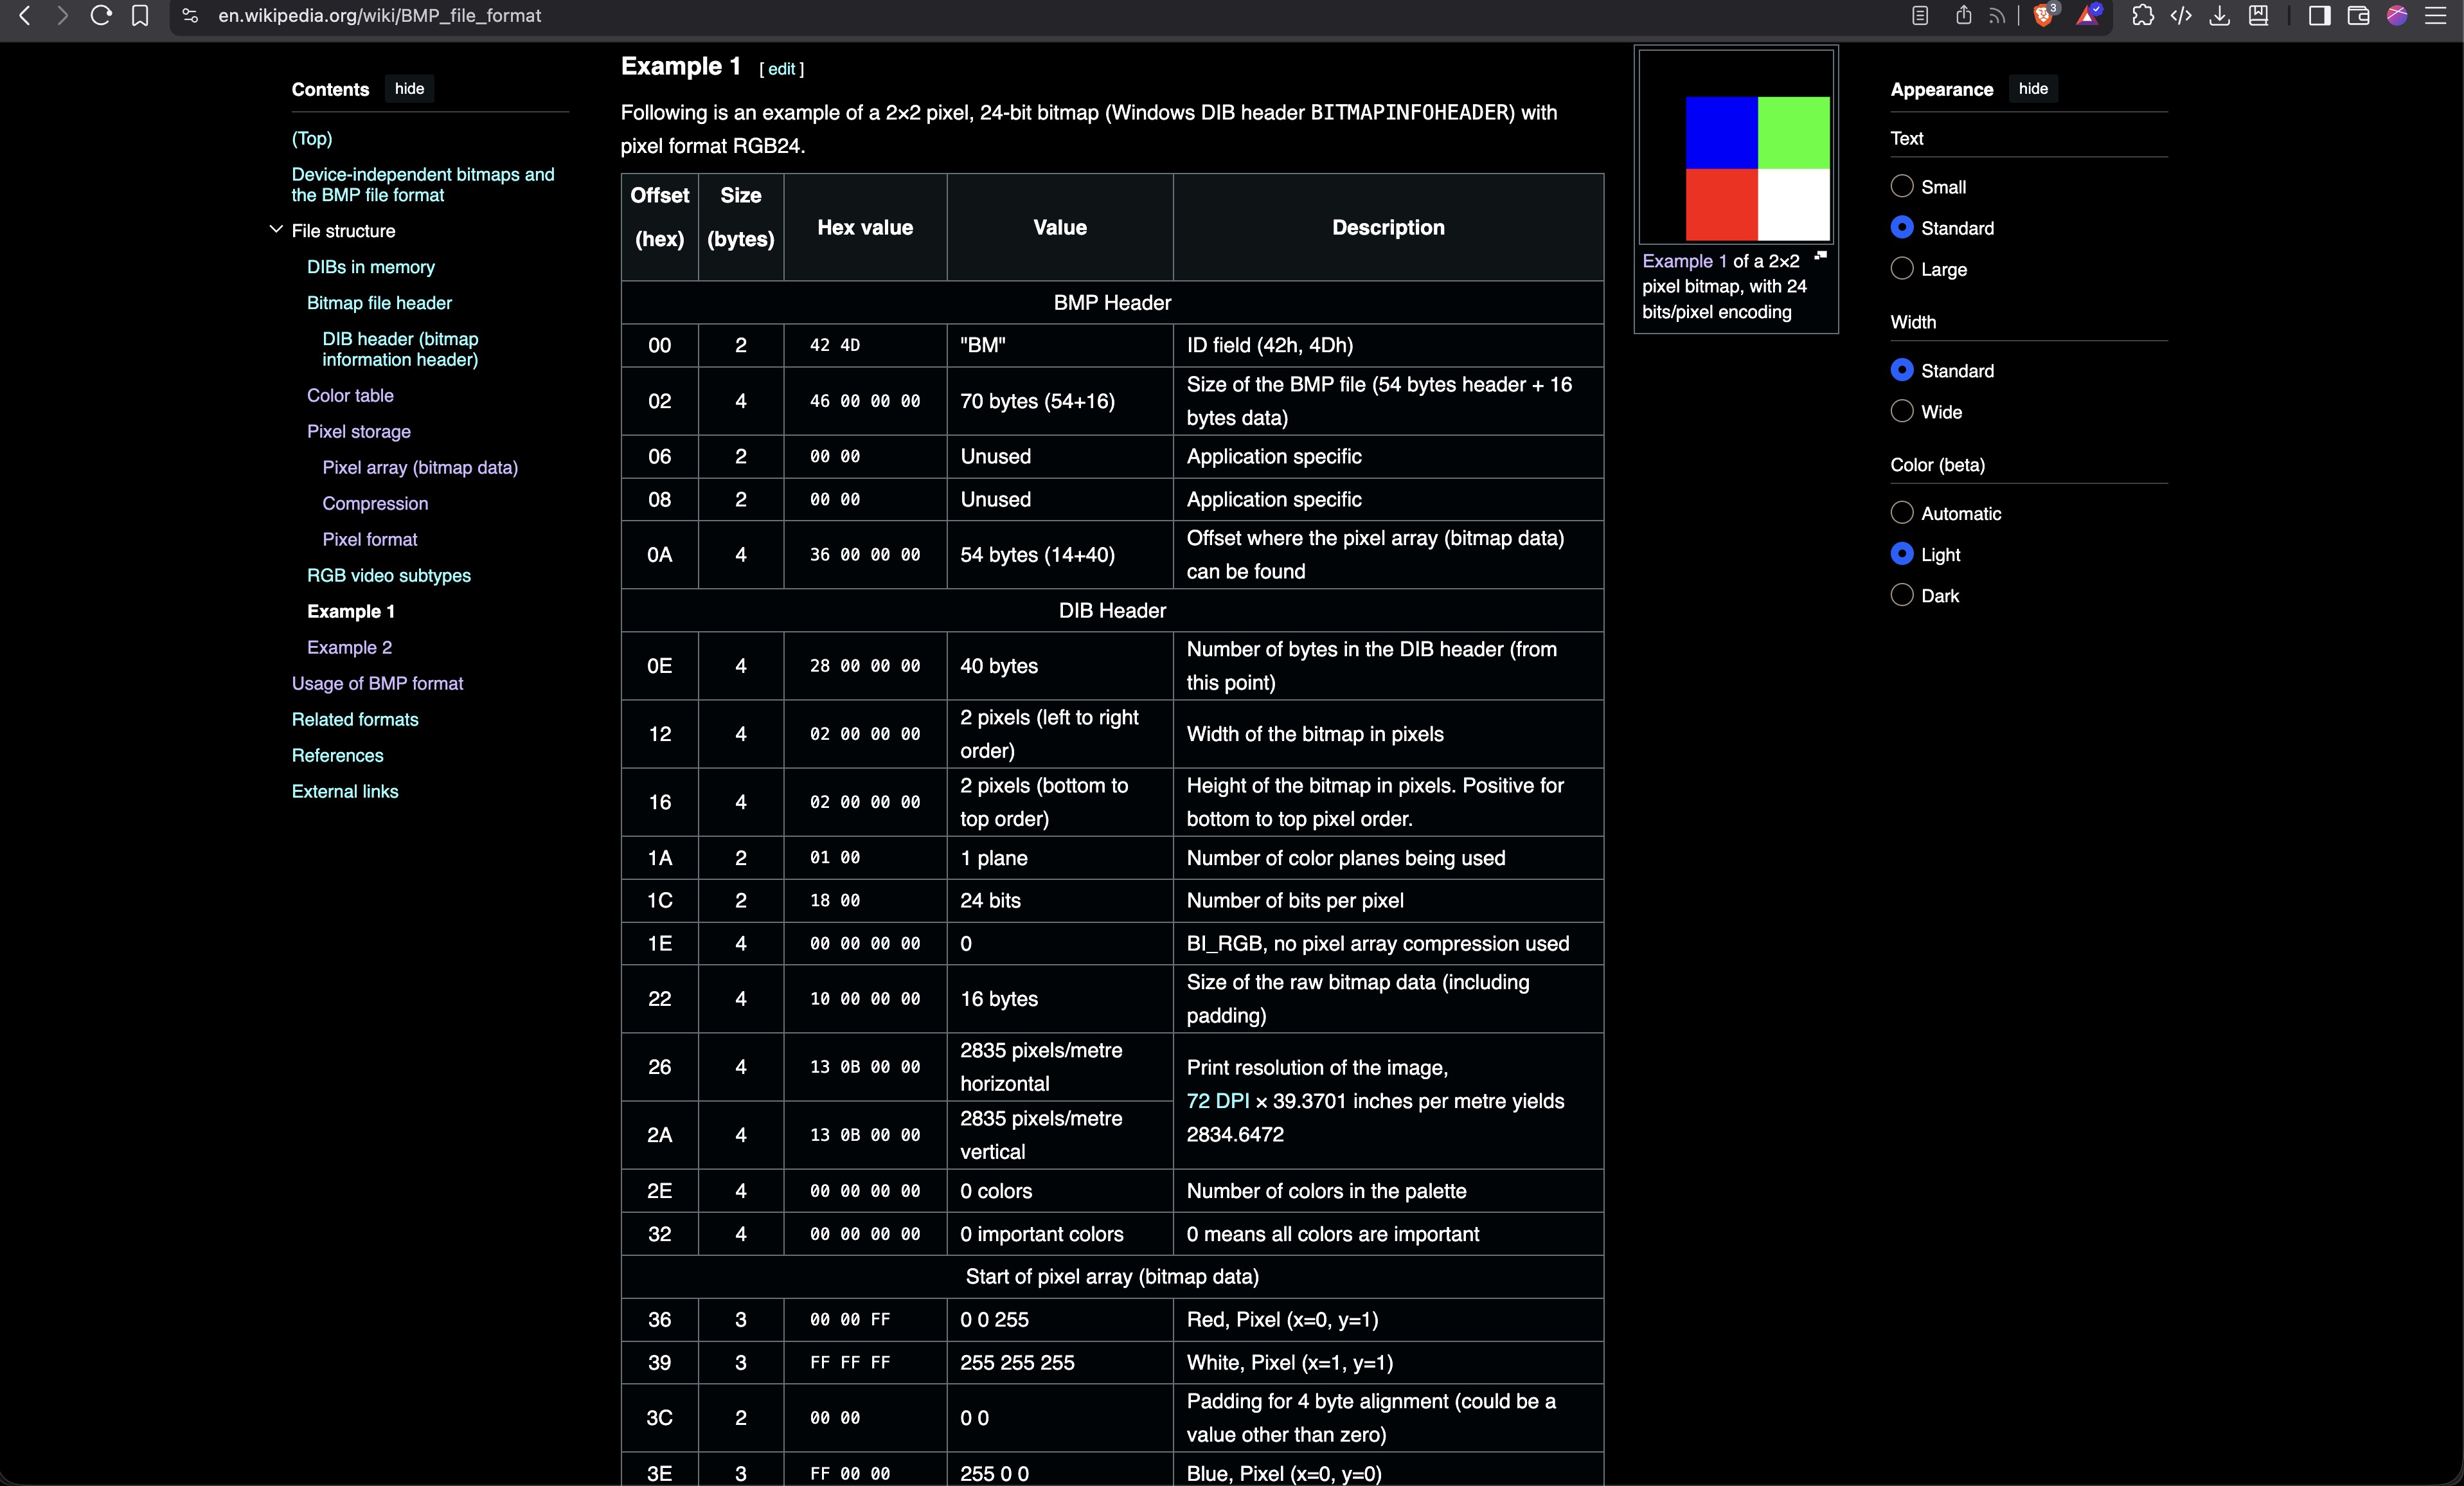 en.wikipedia.org/wiki/BMP_file_format
3
Contents
hide
(Top)
Device-independent bitmaps and
the BMP file format
File structure
DIBs in memory
Bitmap file header
DIB header (bitmap
information header)
Color table
Pixel storage
Pixel array (bitmap data)
Compression
Pixel format
RGB video subtypes
Example 1
Example 2
Usage of BMP format
Related formats
References
External links
Example 1 [ edit ]
Following is an example of a 2×2 pixel, 24-bit bitmap (Windows DIB header BITMAPINFOHEADER) with
pixel format RGB24.
Offset (hex) Size (bytes) Hex value Value Description
BMP Header
00 2 42 4D "BM" ID field (42h, 4Dh)
02 4 46 00 00 00 70 bytes (54+16) Size of the BMP file (54 bytes header + 16
bytes data)
06 2 00 00 Unused Application specific
08 2 00 00 Unused Application specific
0A 4 36 00 00 00 54 bytes (14+40) Offset where the pixel array (bitmap data)
can be found
DIB Header
0E 4 28 00 00 00 40 bytes Number of bytes in the DIB header (from
this point)
12 4 02 00 00 00 2 pixels (left to right
order) Width of the bitmap in pixels
16 4 02 00 00 00 2 pixels (bottom to
top order) Height of the bitmap in pixels. Positive for
bottom to top pixel order.
1A 2 01 00 1 plane Number of color planes being used
1C 2 18 00 24 bits Number of bits per pixel
1E 4 00 00 00 00 0 BI_RGB, no pixel array compression used
22 4 10 00 00 00 16 bytes Size of the raw bitmap data (including
padding)
26 4 13 0B 00 00 2835 pixels/metre
horizontal Print resolution of the image,
72 DPI × 39.3701 inches per metre yields
2834.6472
2A 4 13 0B 00 00 2835 pixels/metre
vertical
2E 4 00 00 00 00 0 colors Number of colors in the palette
32 4 00 00 00 00 0 important colors 0 means all colors are important
Start of pixel array (bitmap data)
36 3 00 00 FF 0 0 255 Red, Pixel (x=0, y=1)
39 3 FF FF FF 255 255 255 White, Pixel (x=1, y=1)
3C 2 00 00 0 0 Padding for 4 byte alignment (could be a
value other than zero)
3E 3 FF 00 00 255 0 0 Blue, Pixel (x=0, y=0)
Example 1 of a 2×2
pixel bitmap, with 24
bits/pixel encoding
Appearance
hide
Text
Small
Standard
Large
Width
Standard
Wide
Color (beta)
Automatic
Light
Dark